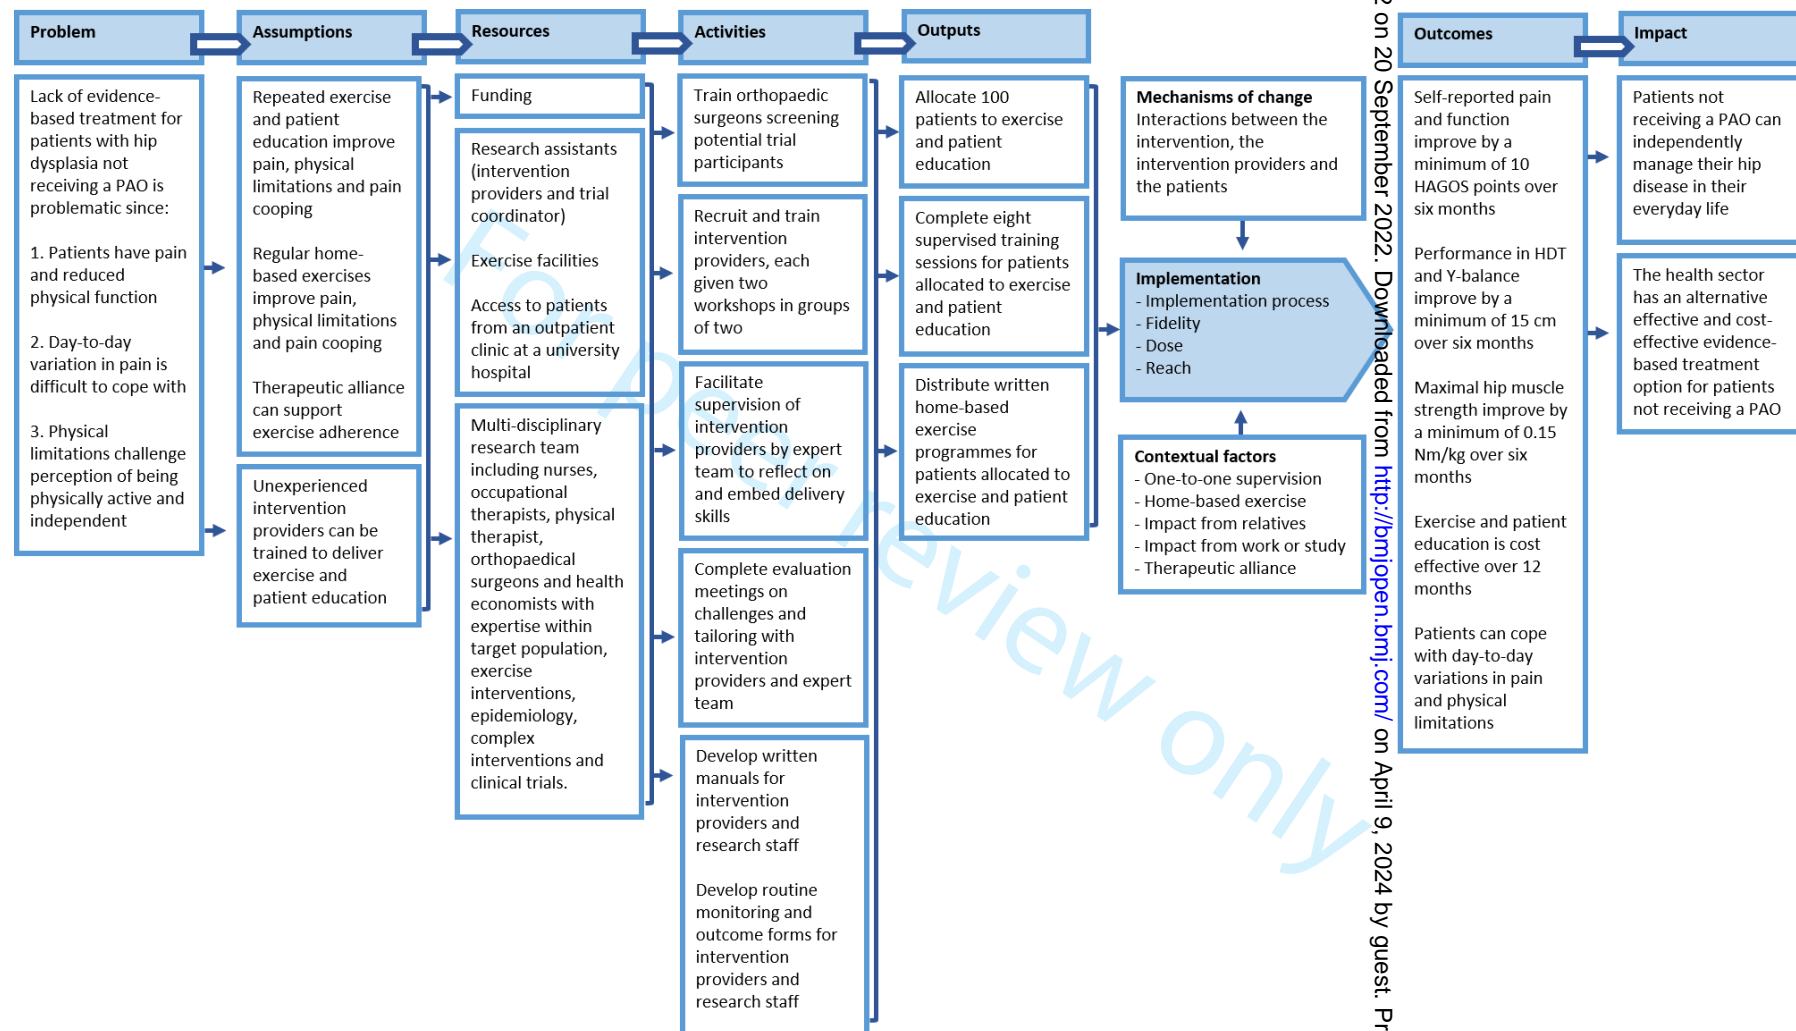 Problem
Assumptions
Resources
Activities
Outputs
Outcomes
Impact
Lack of evidence-
based treatment for
patients with hip
dysplasia not
receiving a PAO is
problematic since:
1. Patients have pain
and reduced
physical function
2. Day-to-day
variation in pain is
difficult to cope with
3. Physical
limitations challenge
perception of being
physically active and
independent
Repeated exercise
and patient
education improve
pain, physical
limitations and pain
cooping
Regular home-
based exercises
improve pain,
physical limitations
and pain cooping
Therapeutic alliance
can support
exercise adherence
Unexperienced
intervention
providers can be
trained to deliver
exercise and
patient education
Funding
Research assistants
(intervention
providers and trial
coordinator)
Exercise facilities
Access to patients
from an outpatient
clinic at a university
hospital
Multi-disciplinary
research team
including nurses,
occupational
therapists, physical
therapist,
orthopaedical
surgeons and health
economists with
expertise within
target population,
exercise
interventions,
epidemiology,
complex
interventions and
clinical trials.
Train orthopaedic
surgeons screening
potential trial
participants
Recruit and train
intervention
providers, each
given two
workshops in groups
of two
Facilitate
supervision of
intervention
providers by expert
team to reflect on
and embed delivery
skills
Complete evaluation
meetings on
challenges and
tailoring with
intervention
providers and expert
team
Develop written
manuals for
intervention
providers and
research staff
Develop routine
monitoring and
outcome forms for
intervention
providers and
research staff
Allocate 100
patients to exercise
and patient
education
Complete eight
supervised training
sessions for patients
allocated to exercise
and patient
education
Distribute written
home-based
exercise
programmes for
patients allocated to
exercise and patient
education
Mechanisms of change
Interactions between the
intervention, the
intervention providers and
the patients
Implementation
- Implementation process
- Fidelity
- Dose
- Reach
Contextual factors
- One-to-one supervision
- Home-based exercise
- Impact from relatives
- Impact from work or study
- Therapeutic alliance
Self-reported pain
and function
improve by a
minimum of 10
HAGOS points over
six months
Performance in HDT
and Y-balance
improve by a
minimum of 15 cm
over six months
Maximal hip muscle
strength improve by
a minimum of 0.15
Nm/kg over six
months
Exercise and patient
education is cost
effective over 12
months
Patients can cope
with day-to-day
variations in pain
and physical
limitations
Patients not
receiving a PAO can
independently
manage their hip
disease in their
everyday life
The health sector
has an alternative
effective and cost-
effective evidence-
based treatment
option for patients
not receiving a PAO
For peer review only
2 on 20 September 2022. Downloaded from http://bmjopen.bmj.com/ on April 9, 2024 by guest. Pr